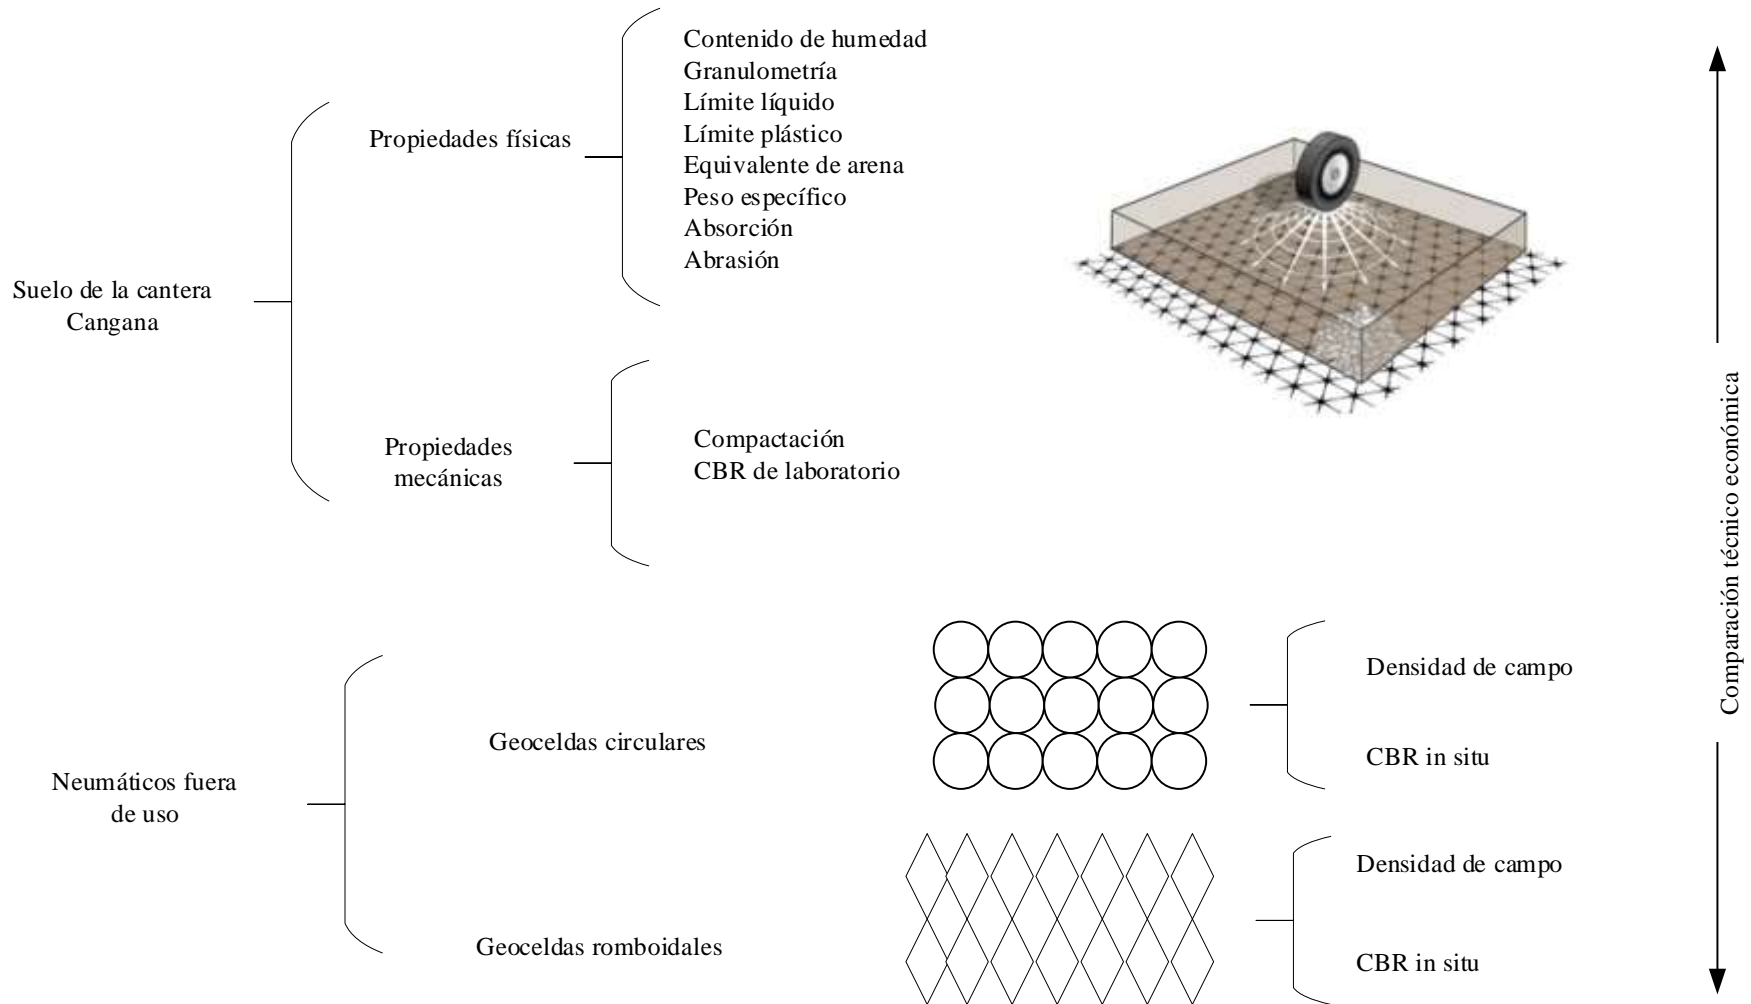 Contenido de humedad
Granulometría
Límite líquido
Límite plástico
Equivalente de arena
Peso específico
Absorción
Abrasión
Propiedades físicas
Suelo de la cantera
Cangana
Propiedades
mecánicas
Compactación
CBR de laboratorio
Neumáticos fuera
de uso
Geoceldas circulares
Densidad de campo
CBR in situ
Geoceldas romboidales
Densidad de campo
CBR in situ
Comparación técnico económica